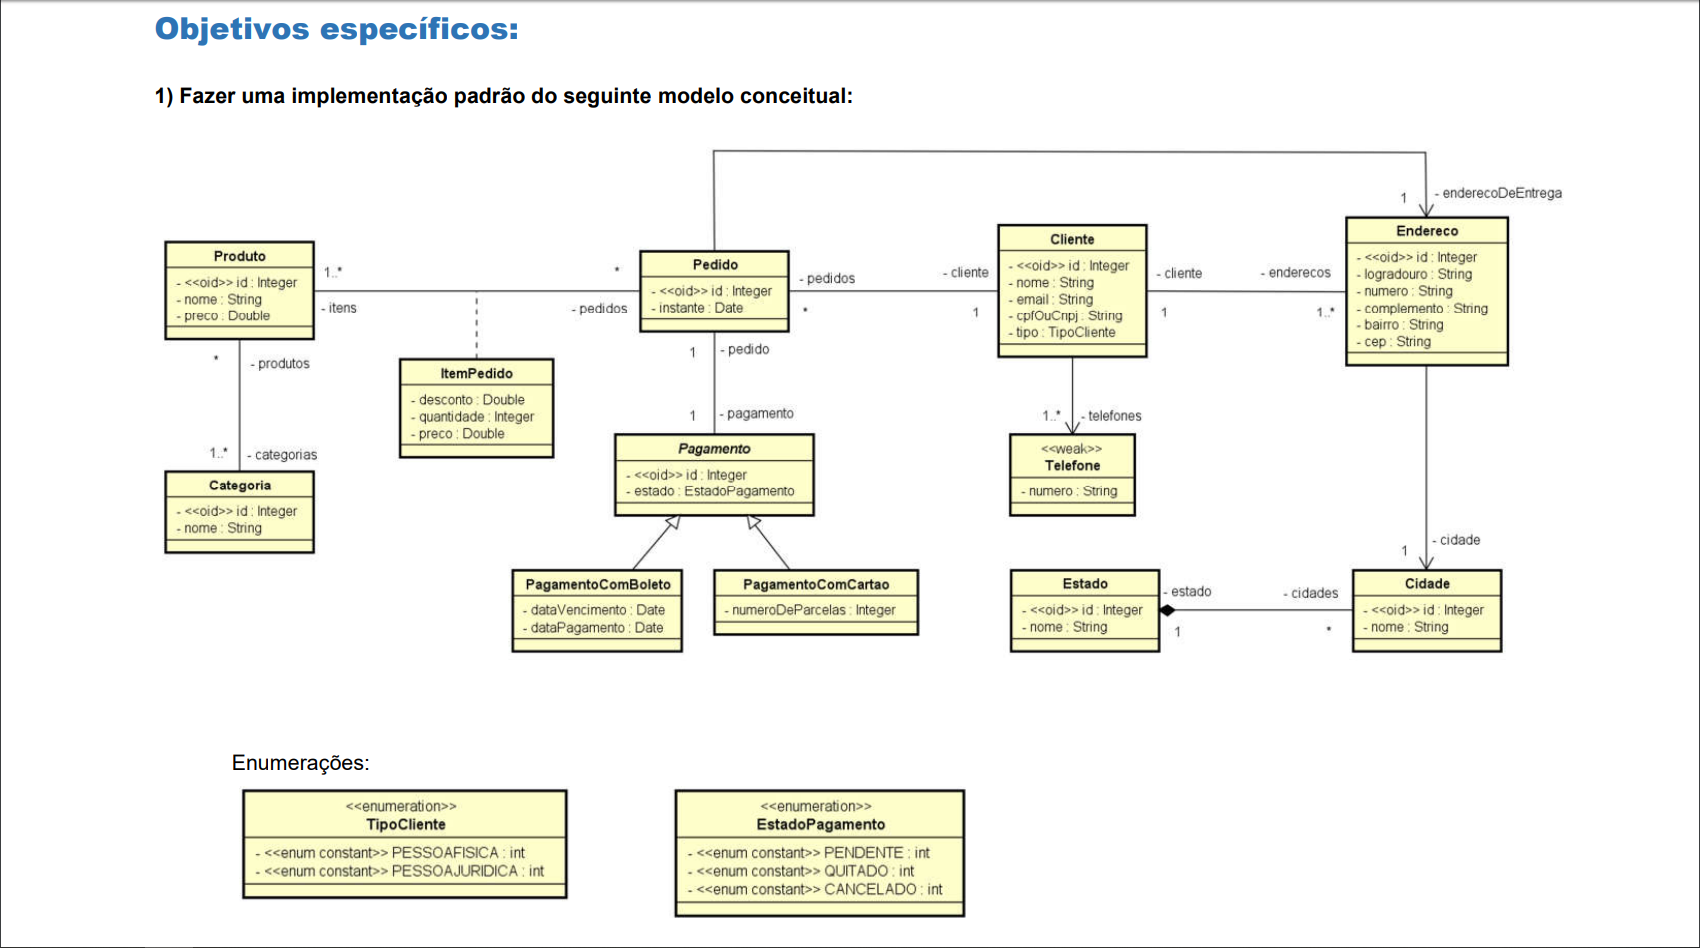 Objetivos específicos:
1) Fazer uma implementação padrão do seguinte modelo conceitual:
1
- enderecoDeEntrega
Produto
- <<oid>> id : Integer
- nome : String
- preco : Double
1..*
- itens
*
- pedidos
Pedido
- <<oid>> id : Integer
- instante : Date
- pedidos
*
- cliente
1
Cliente
- <<oid>> id : Integer
- nome : String
- email : String
- cpfOuCnpj : String
- tipo : TipoCliente
- cliente
1
- enderecos
1..*
Endereco
- <<oid>> id : Integer
- logradouro : String
- numero : String
- complemento : String
- bairro : String
- cep : String
*
- produtos
ItemPedido
- desconto : Double
- quantidade : Integer
- preco : Double
1
- pedido
1
- pagamento
1..*
- telefones
1..*
- categorias
Categoria
- <<oid>> id : Integer
- nome : String
Pagamento
- <<oid>> id : Integer
- estado : EstadoPagamento
<<weak>>
Telefone
- numero : String
1
- cidade
PagamentoComBoleto
- dataVencimento : Date
- dataPagamento : Date
PagamentoComCartao
- numeroDeParcelas : Integer
Estado
- <<oid>> id : Integer
- nome : String
- estado
1
- cidades
*
Cidade
- <<oid>> id : Integer
- nome : String
Enumerações:
<<enumeration>>
TipoCliente
- <<enum constant>> PESSOAFISICA : int
- <<enum constant>> PESSOAJURIDICA : int
<<enumeration>>
EstadoPagamento
- <<enum constant>> PENDENTE : int
- <<enum constant>> QUITADO : int
- <<enum constant>> CANCELADO : int